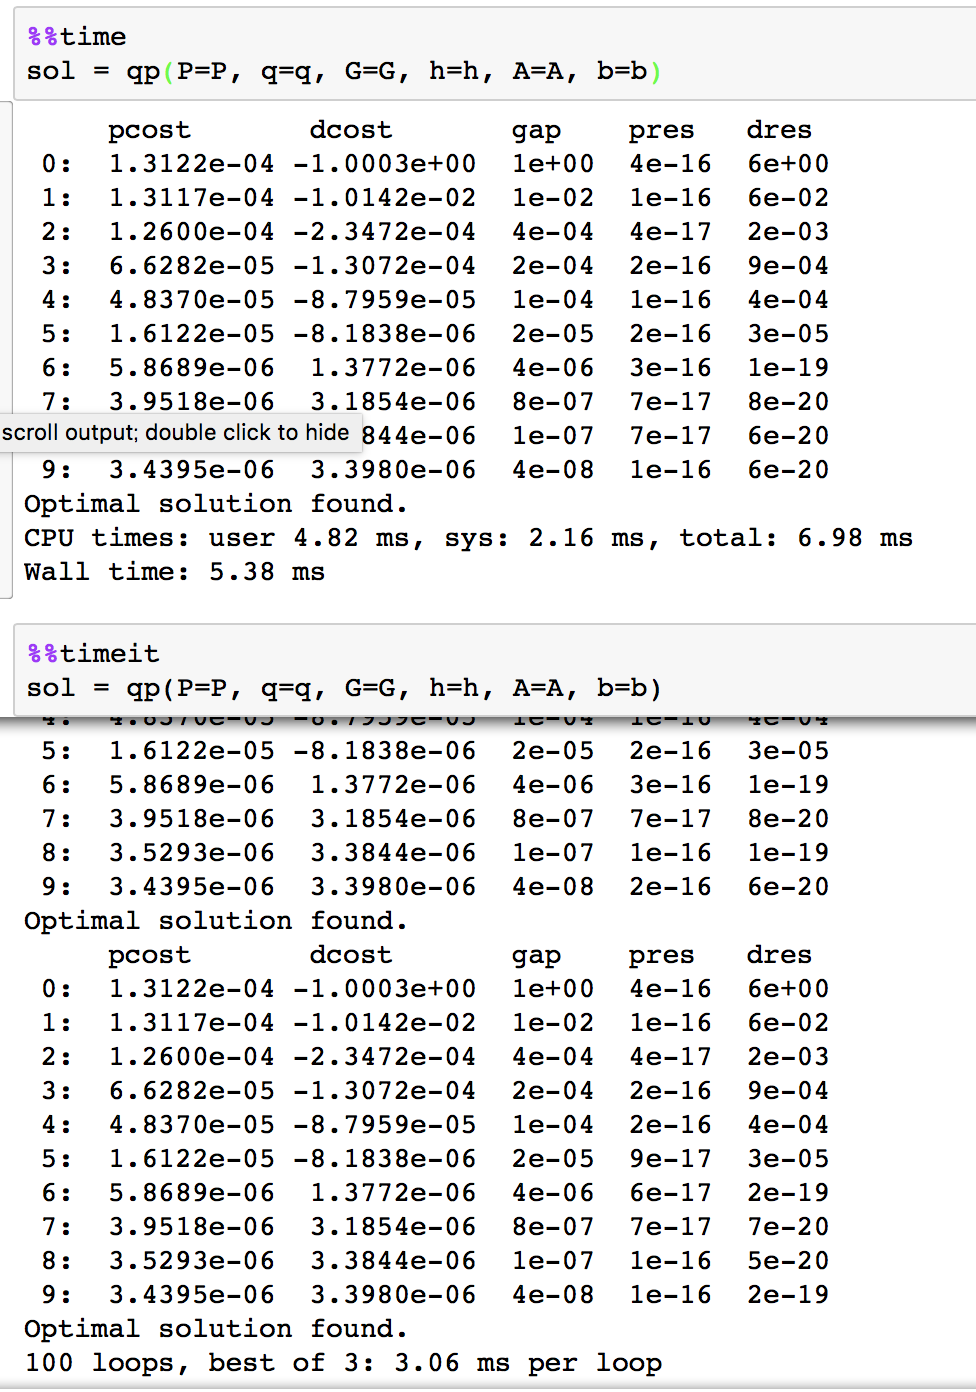 %%time
sol = qp(P=P, q=q, G=G, h=h, A=A, b=b)
pcost dcost gap pres dres
0: 1.3122e-04 -1.0003e+00 1e+00 4e-16 6e+00
1: 1.3117e-04 -1.0142e-02 1e-02 1e-16 6e-02
2: 1.2600e-04 -2.3472e-04 4e-04 4e-17 2e-03
3: 6.6282e-05 -1.3072e-04 2e-04 2e-16 9e-04
4: 4.8370e-05 -8.7959e-05 1e-04 1e-16 4e-04
5: 1.6122e-05 -8.1838e-06 2e-05 2e-16 3e-05
6: 5.8689e-06 1.3772e-06 4e-06 3e-16 1e-19
7: 3.9518e-06 3.1854e-06 8e-07 7e-17 8e-20
scroll output; double click to hide 844e-06 1e-07 7e-17 6e-20
9: 3.4395e-06 3.3980e-06 4e-08 1e-16 6e-20
Optimal solution found.
CPU times: user 4.82 ms, sys: 2.16 ms, total: 6.98 ms
Wall time: 5.38 ms
%%timeit
sol = qp(P=P, q=q, G=G, h=h, A=A, b=b)
4: 4.8370e-05 -8.7959e-05 1e-04 1e-16 4e-04
5: 1.6122e-05 -8.1838e-06 2e-05 2e-16 3e-05
6: 5.8689e-06 1.3772e-06 4e-06 3e-16 1e-19
7: 3.9518e-06 3.1854e-06 8e-07 7e-17 8e-20
8: 3.5293e-06 3.3844e-06 1e-07 1e-16 1e-19
9: 3.4395e-06 3.3980e-06 4e-08 2e-16 6e-20
Optimal solution found.
pcost dcost gap pres dres
0: 1.3122e-04 -1.0003e+00 1e+00 4e-16 6e+00
1: 1.3117e-04 -1.0142e-02 1e-02 1e-16 6e-02
2: 1.2600e-04 -2.3472e-04 4e-04 4e-17 2e-03
3: 6.6282e-05 -1.3072e-04 2e-04 2e-16 9e-04
4: 4.8370e-05 -8.7959e-05 1e-04 2e-16 4e-04
5: 1.6122e-05 -8.1838e-06 2e-05 9e-17 3e-05
6: 5.8689e-06 1.3772e-06 4e-06 6e-17 2e-19
7: 3.9518e-06 3.1854e-06 8e-07 7e-17 7e-20
8: 3.5293e-06 3.3844e-06 1e-07 1e-16 5e-20
9: 3.4395e-06 3.3980e-06 4e-08 1e-16 2e-19
Optimal solution found.
100 loops, best of 3: 3.06 ms per loop